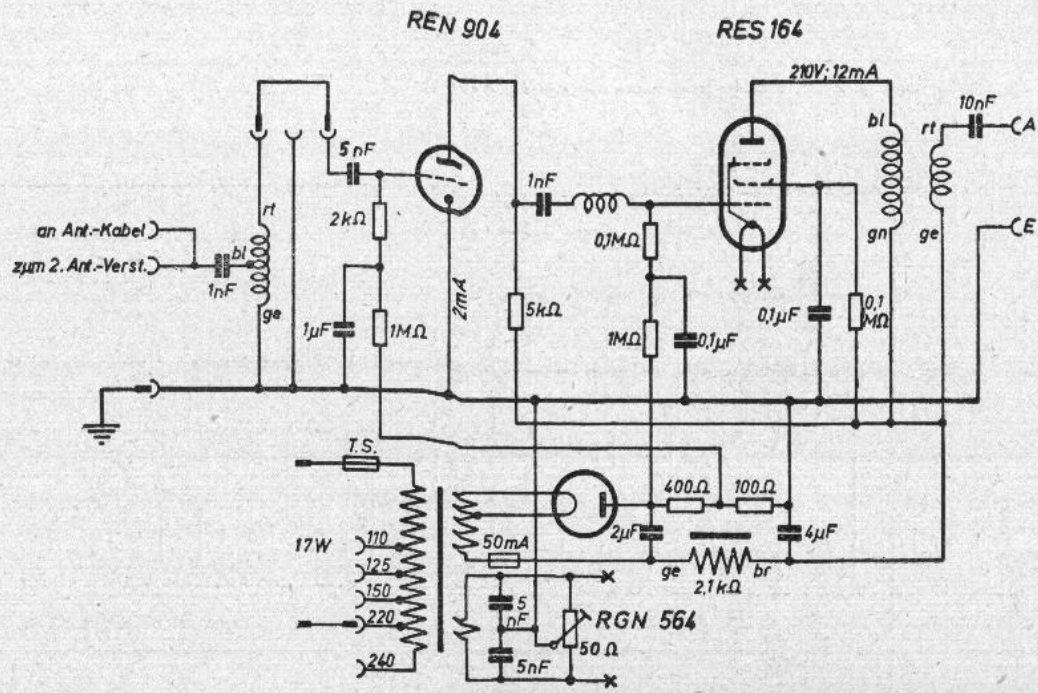 REN 904
RES 164
210V; 12mA
10nF
bl
rt
A
5nF
1nF
rt
2kΩ
an Ant.-Kabel
0,1MΩ
gn
ge
E
zum 2. Ant.-Verst.
bl
1nF
2mA
5kΩ
0,1µF
0,1
MΩ
ge
1µF
1MΩ
1MΩ
0,1µF
T.S.
400Ω
100Ω
17W
110
50mA
2µF
4µF
125
ge
br
150
5
nF
2,1kΩ
220
RGN 564
50Ω
240
5nF